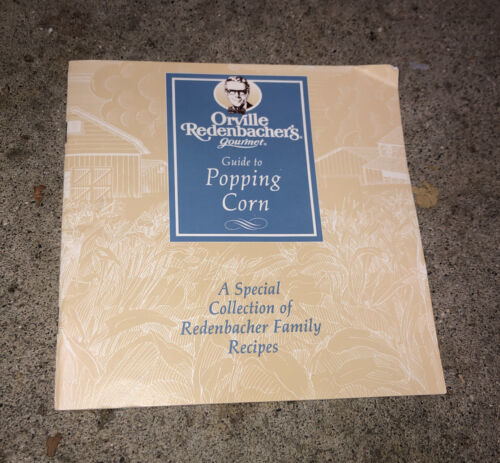 Orville
Redenbacher's®
Gourmet®
Guide to
Popping
Corn
A Special
Collection of
Redenbacher Family
Recipes